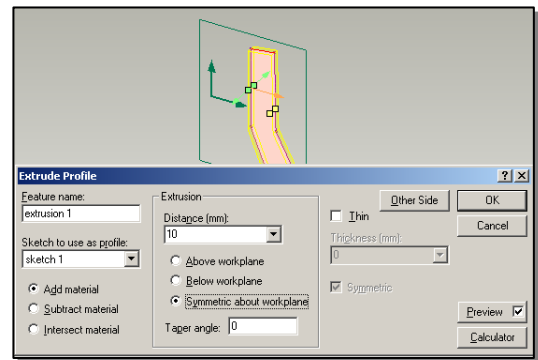 Extrude Profile
Feature name:
extrusion 1
Sketch to use as profile:
sketch 1
Add material
Subtract material
Intersect material
Extrusion
Distance (mm):
10
Above workplane
Below workplane
Symmetric about workplane
Taper angle: 0
Other Side
Thin
Thickness (mm):
0
Symmetric
OK
Cancel
Preview
Calculator